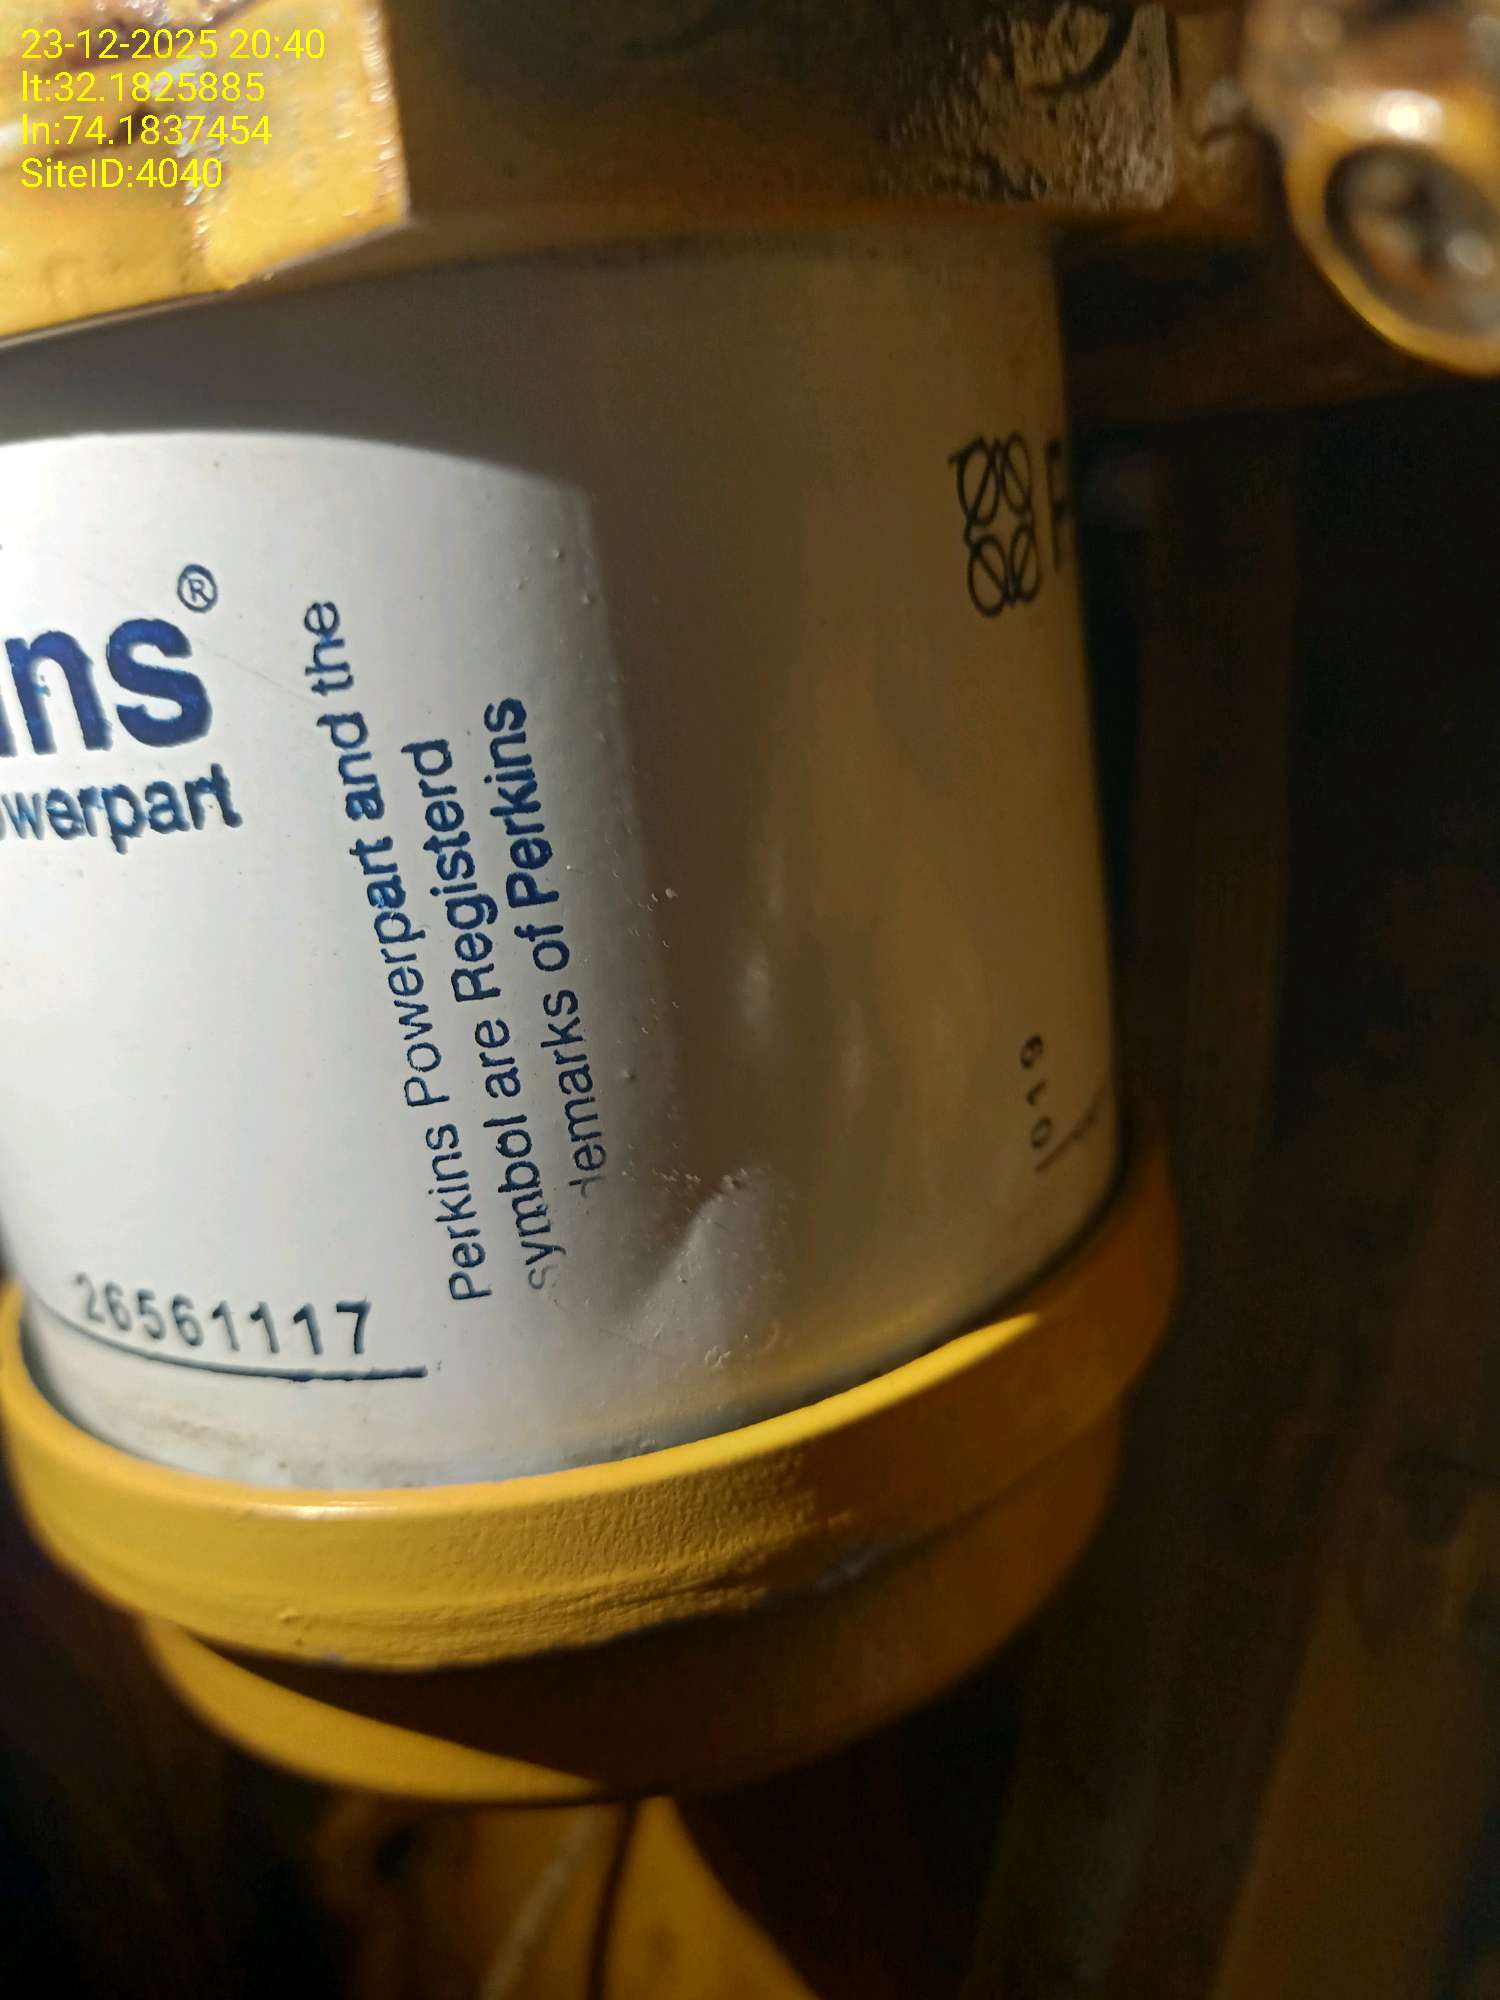 23-12-2025 20:40
lt:32.1825885
ln:74.1837454
SiteID:4040
ins®
owerpart
Perkins Powerpart and the
symbol are Registerd
demarks of Perkins
26561117
019